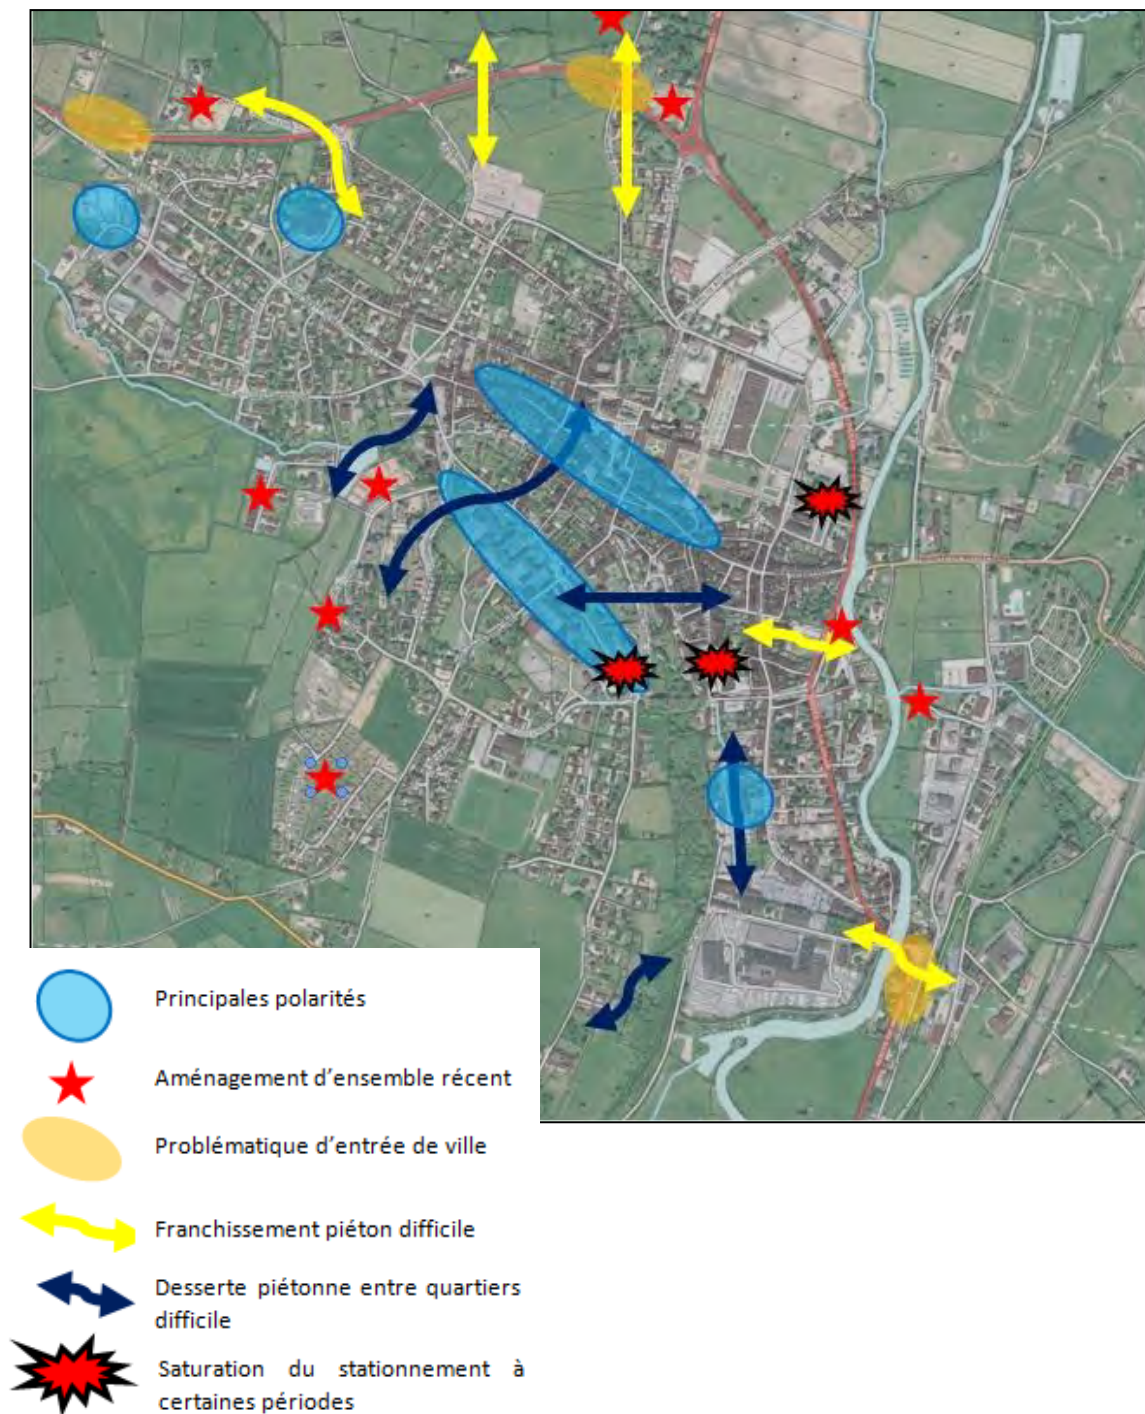 Principales polarités
Aménagement d'ensemble récent
Problématique d'entrée de ville
Franchissement piéton difficile
Desserte piétonne entre quartiers
difficile
Saturation du stationnement à
certaines périodes